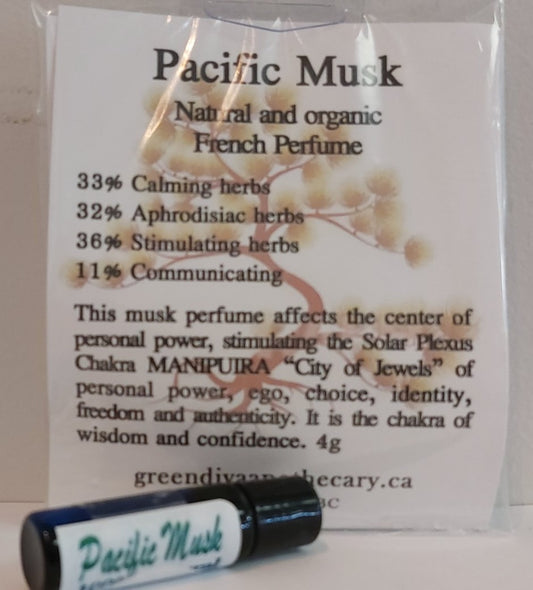 Pacific Musk
Natural and organic
French Perfume
33% Calming herbs
32% Aphrodisiac herbs
36% Stimulating herbs
11% Communicating
This musk perfume affects the center of
personal power, stimulating the Solar Plexus
Chakra MANIPUIRA “City of Jewels” of
personal power, ego, choice, identity,
freedom and authenticity. It is the chakra of
wisdom and confidence. 4g
greendivaapothecary.ca
BC
Pacific Musk